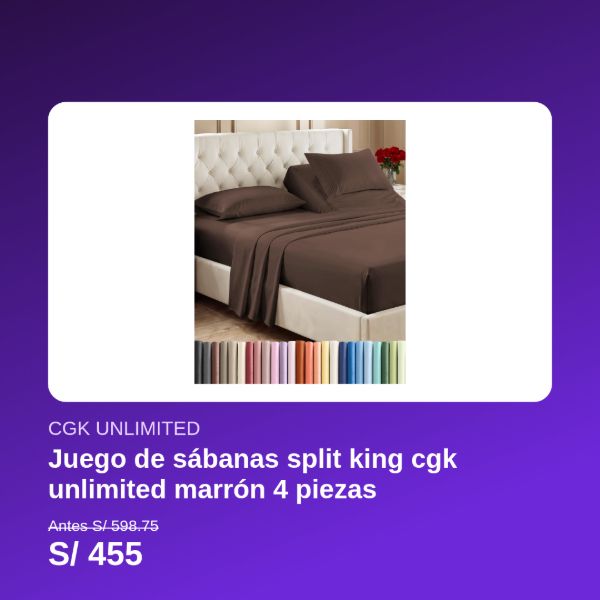 CGK UNLIMITED
Juego de sábanas split king cgk
unlimited marrón 4 piezas
Antes S/ 598.75
S/ 455